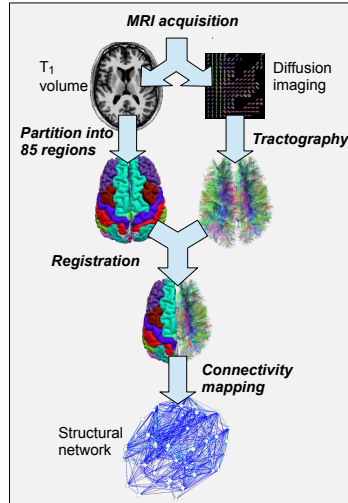 MRI acquisition
T₁
volume
Diffusion
imaging
Partition into
85 regions
Tractography
Registration
Connectivity
mapping
Structural
network